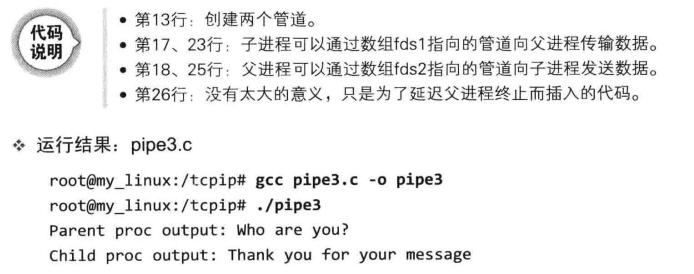 代码
说明
• 第13行：创建两个管道。
• 第17、23行：子进程可以通过数组fds1指向的管道向父进程传输数据。
• 第18、25行：父进程可以通过数组fds2指向的管道向子进程发送数据。
• 第26行：没有太大的意义，只是为了延迟父进程终止而插入的代码。
❖ 运行结果：pipe3.c
root@my_linux:/tcpip# gcc pipe3.c -o pipe3
root@my_linux:/tcpip# ./pipe3
Parent proc output: Who are you?
Child proc output: Thank you for your message